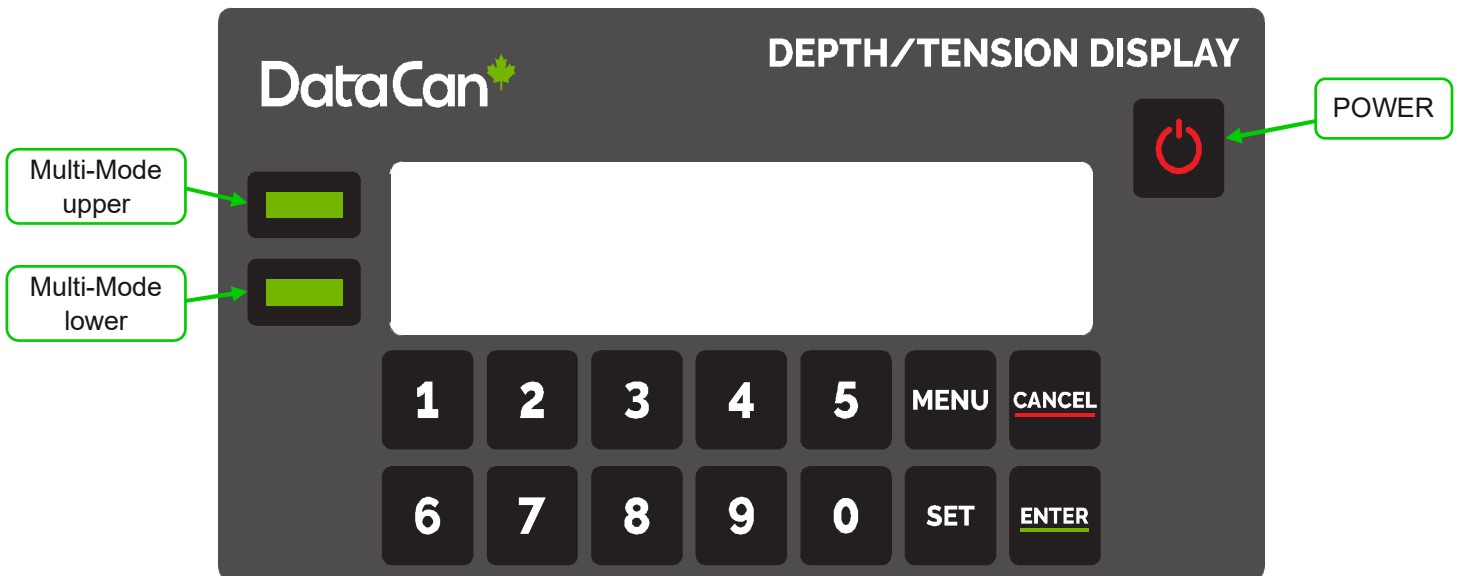 DEPTH/TENSION DISPLAY
DataCan
POWER
Multi-Mode
upper
Multi-Mode
lower
1 2 3 4 5 MENU CANCEL
6 7 8 9 0 SET ENTER